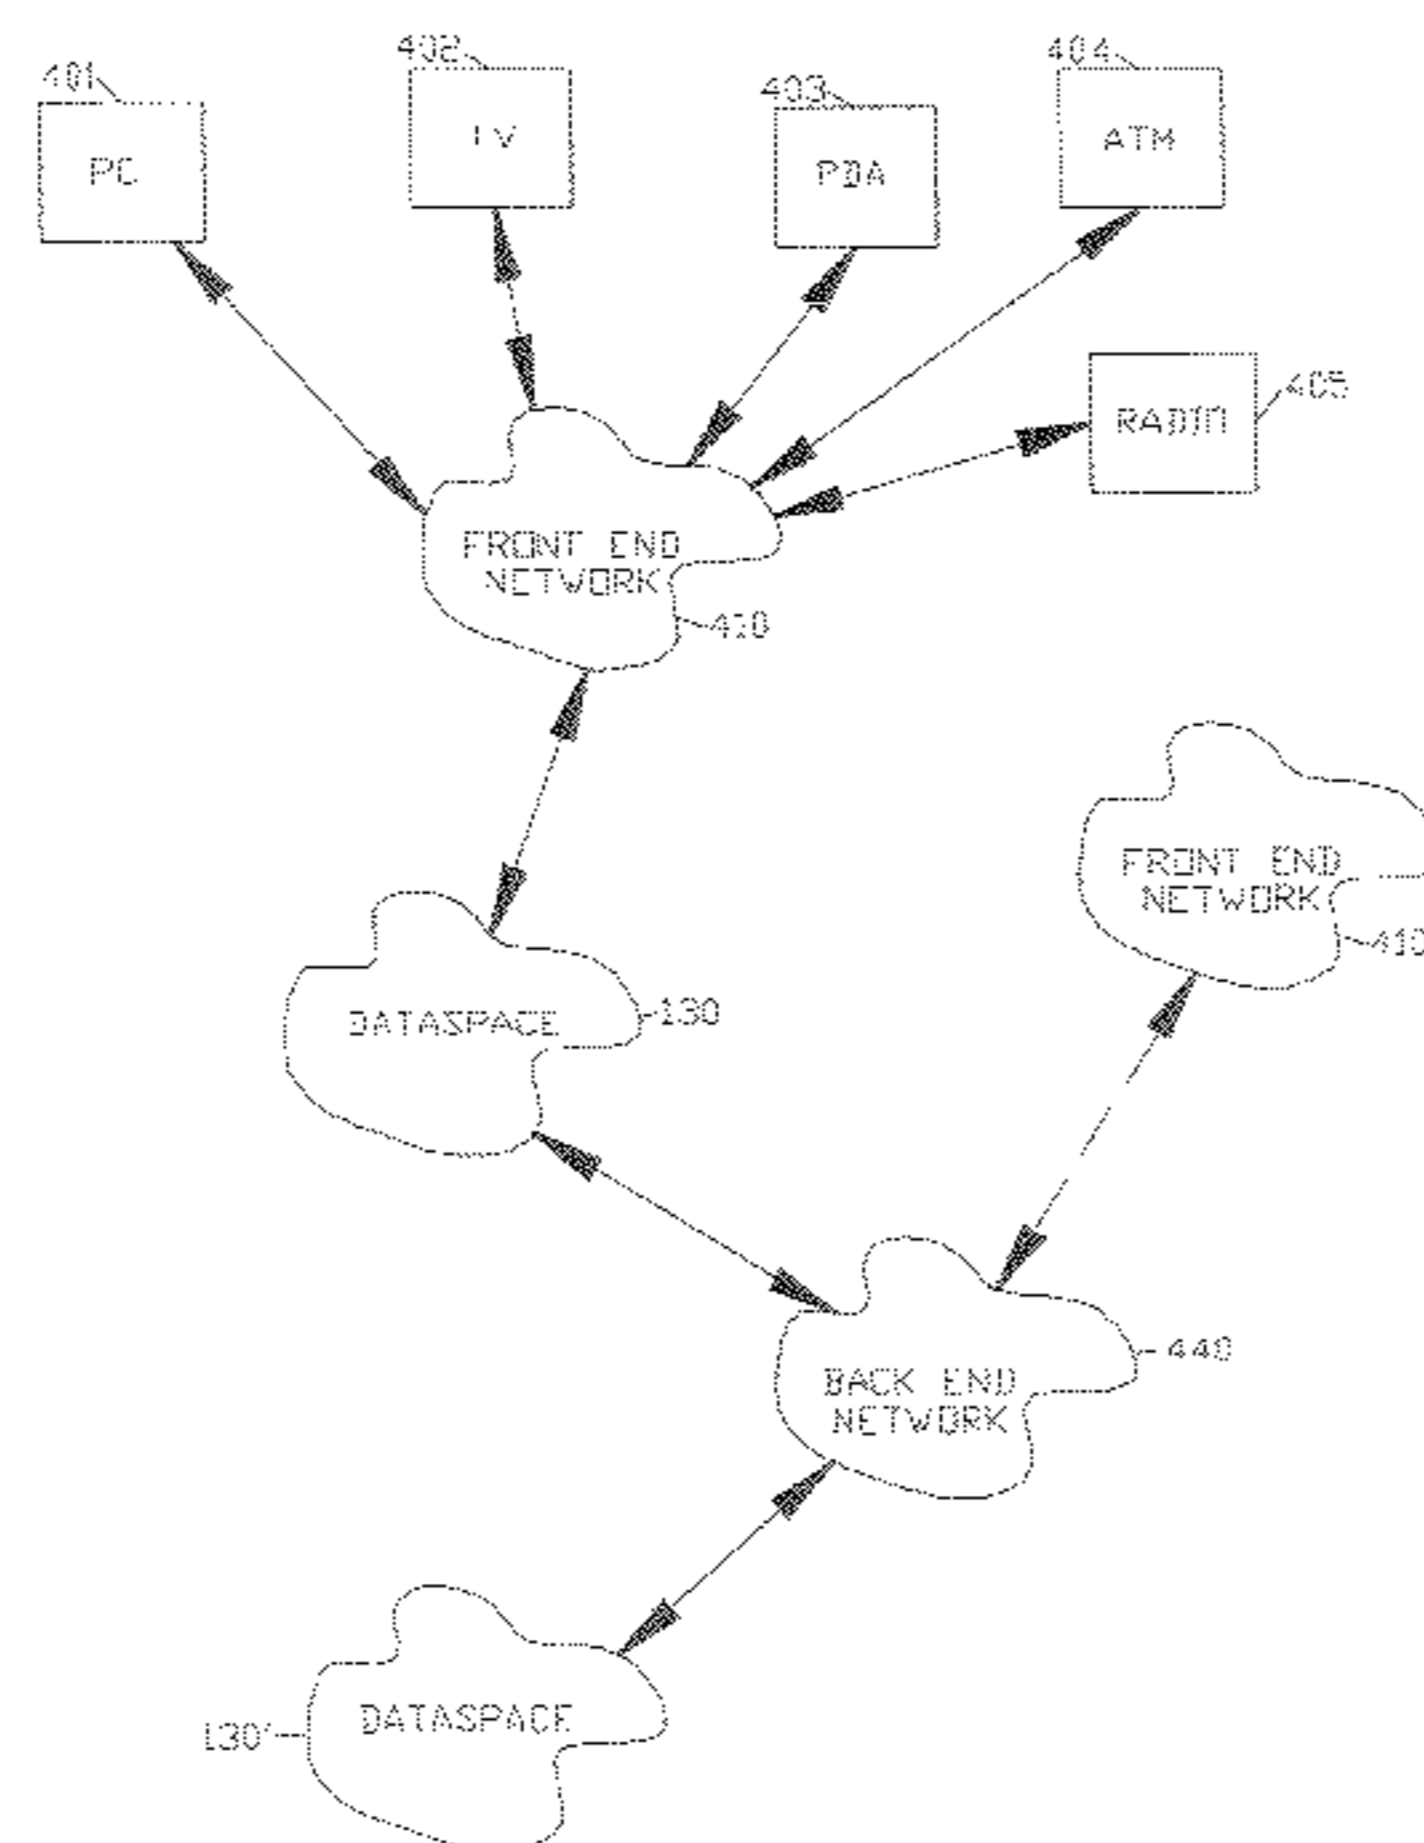 401
PC
402
TV
403
PDA
404
ATM
405
RADIO
FRONT END
NETWORK
410
FRONT END
NETWORK
410
DATASPACE
130
BACK END
NETWORK
440
DATASPACE
130'